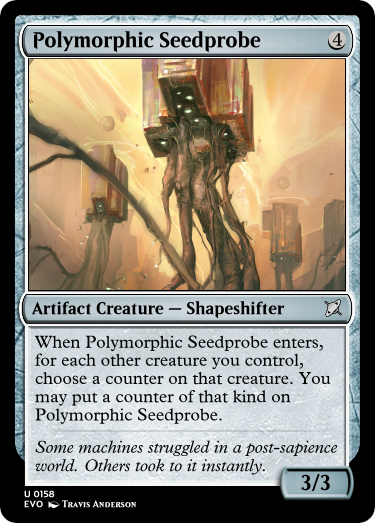 Polymorphic Seedprobe 4
Artifact Creature — Shapeshifter
When Polymorphic Seedprobe enters,
for each other creature you control,
choose a counter on that creature. You
may put a counter of that kind on
Polymorphic Seedprobe.
Some machines struggled in a post-sapience
world. Others took to it instantly.
3/3
U 0158
EVO Travis Anderson